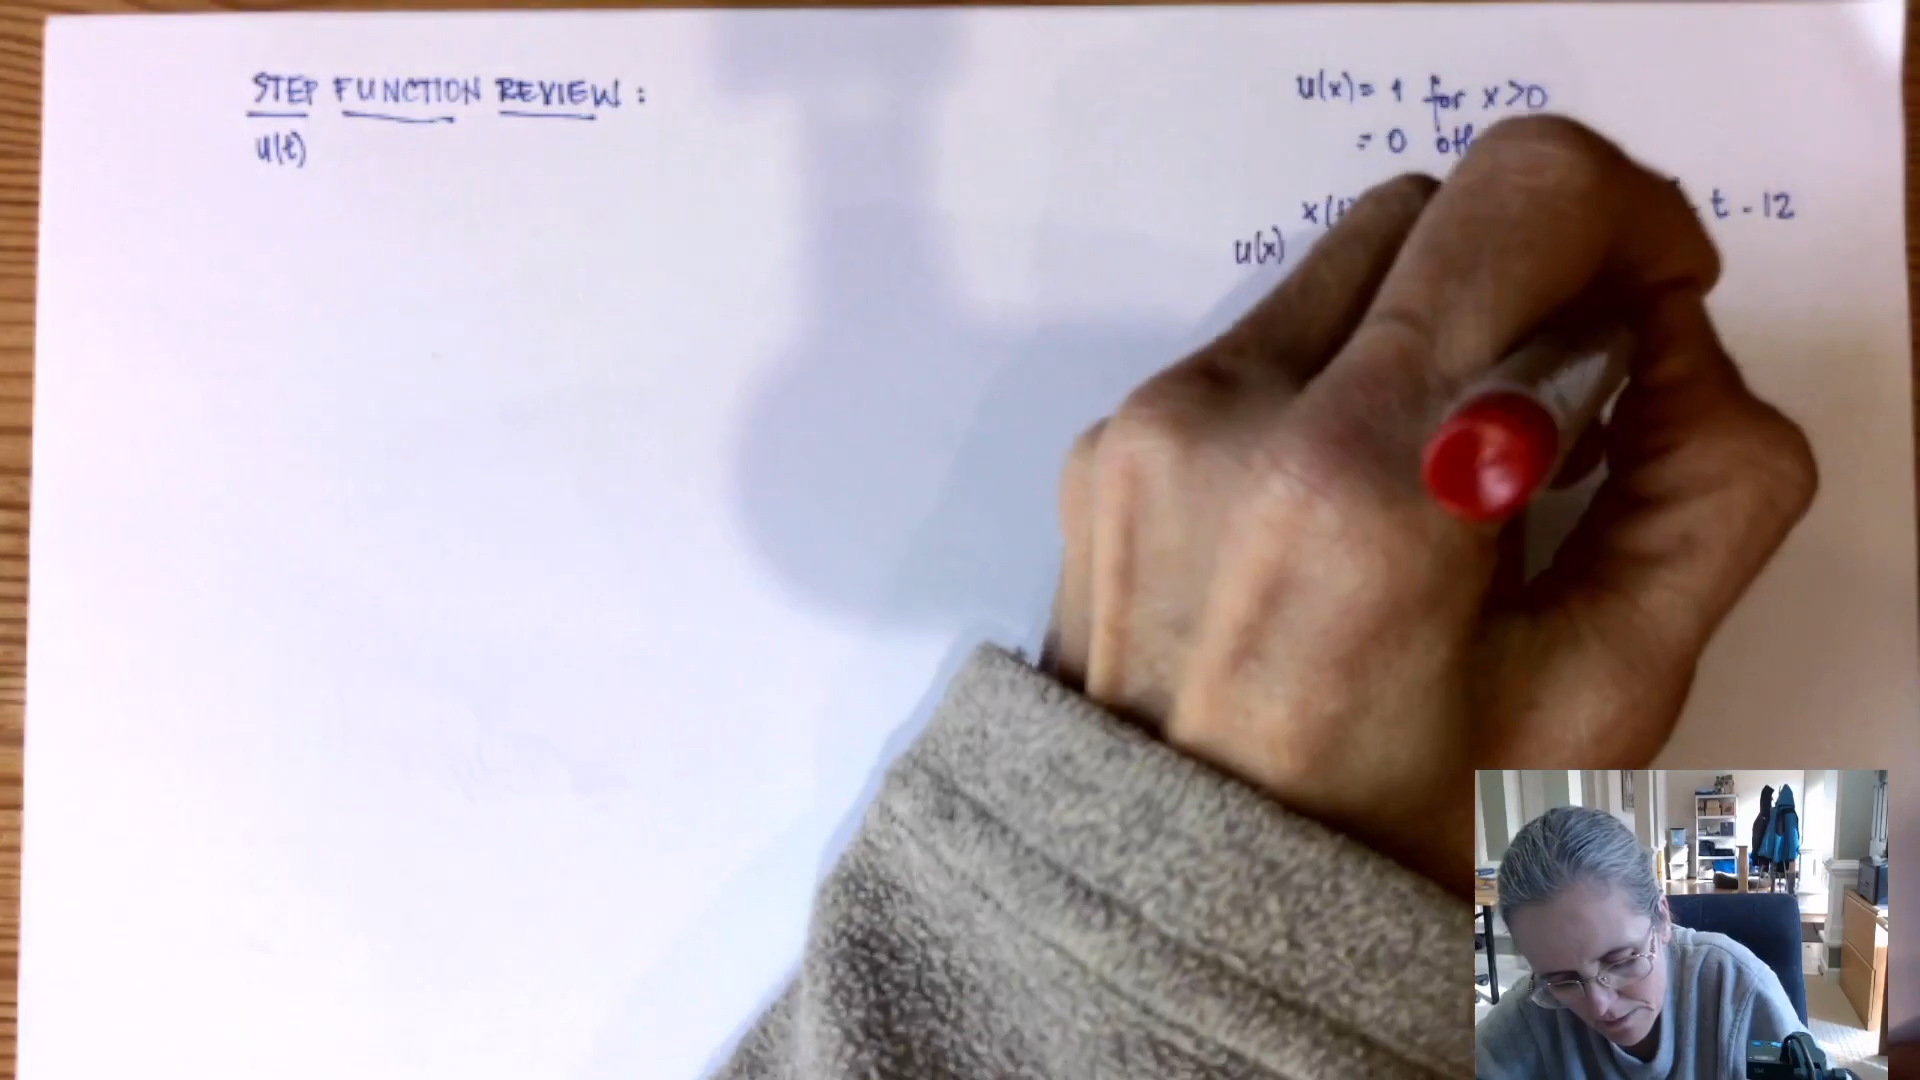 STEP FUNCTION REVIEW :
u(t)
u(x) = 1 for x>0
= 0
t - 12
u(x)